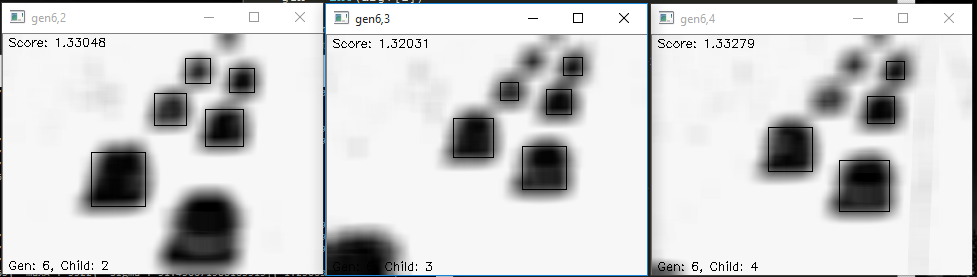 gen6,2
Score: 1.33048
Gen: 6, Child: 2
gen6,3
Score: 1.32031
Child: 3
gen6,4
Score: 1.33279
Gen: 6, Child: 4